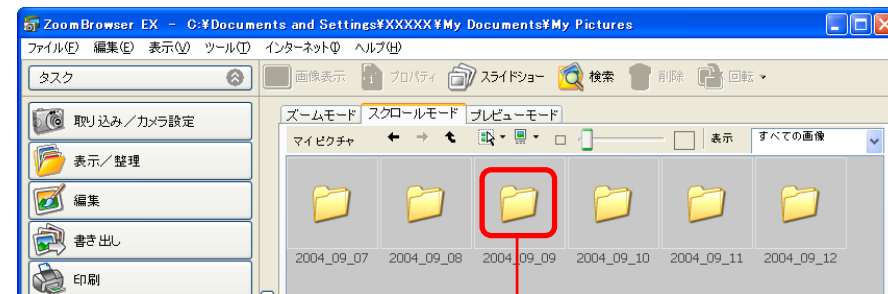 ZoomBrowser EX - C:¥Documents and Settings¥XXXXX¥My Documents¥My Pictures
ファイル(F) 編集(E) 表示(V) ツール(T) インターネット(I) ヘルプ(H)
タスク 画像表示 プロパティ スライドショー 検索 削除 回転
取り込み／カメラ設定
ズームモード スクロールモード プレビューモード
マイピクチャ 表示 すべての画像
表示／整理
編集
書き出し
2004_09_07 2004_09_08 2004_09_09 2004_09_10 2004_09_11 2004_09_12
印刷